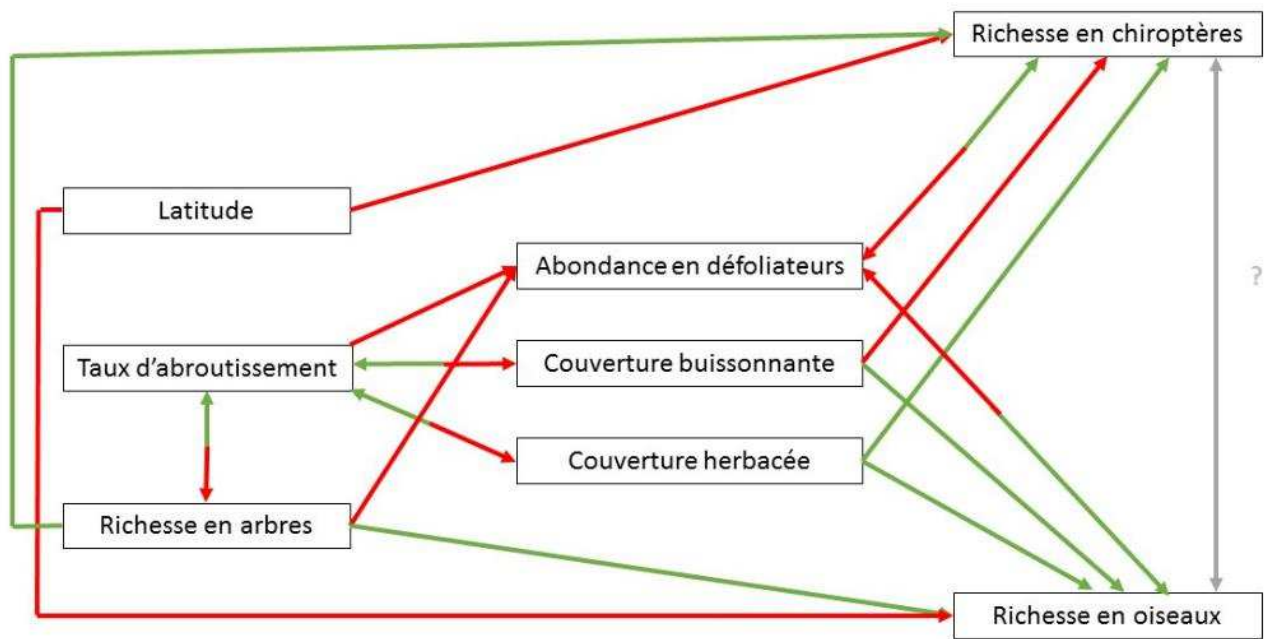 Richesse en chiroptères
Latitude
Abondance en défoliateurs
?
Taux d'abroutissement
Couverture buissonnante
Couverture herbacée
Richesse en arbres
Richesse en oiseaux